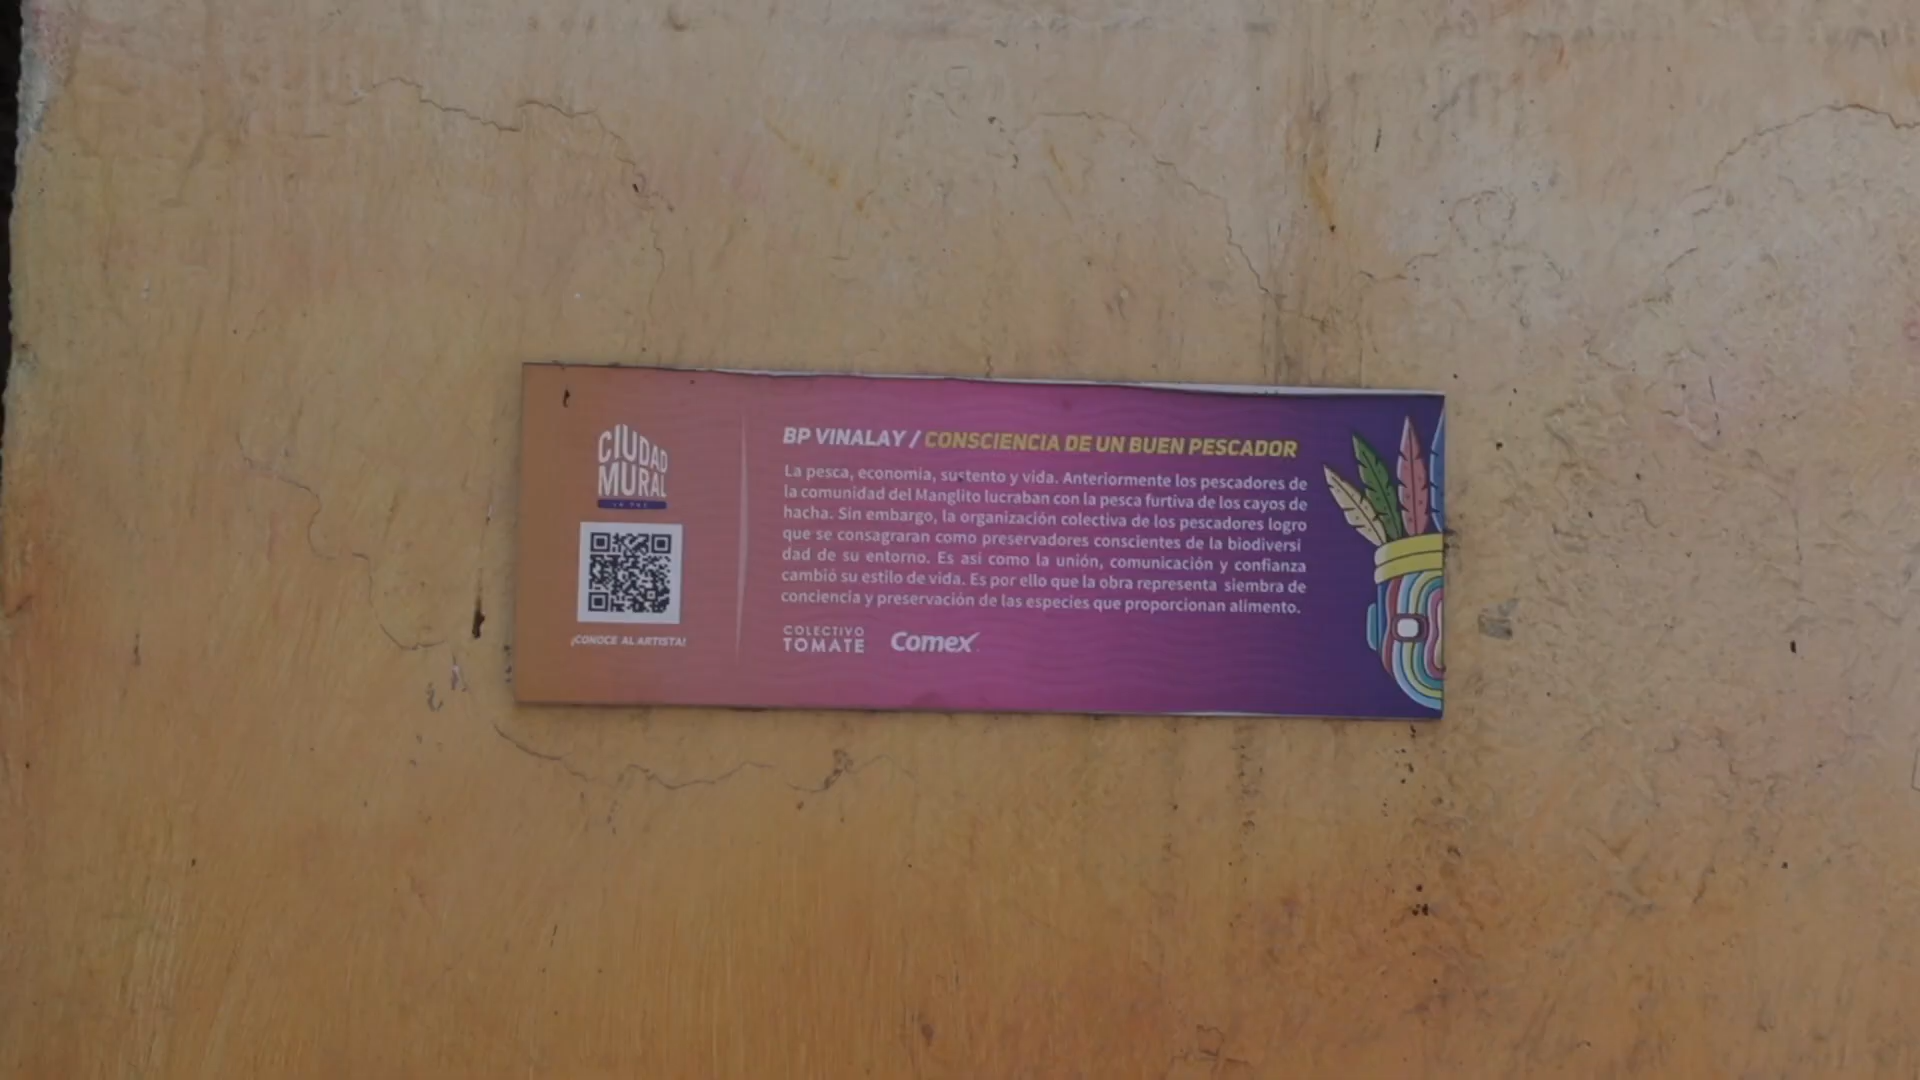 CIUDAD
MURAL
LA PAZ
¡CONOCE AL ARTISTA!
BP VINALAY / CONSCIENCIA DE UN BUEN PESCADOR
La pesca, economía, sustento y vida. Anteriormente los pescadores de
la comunidad del Manglito lucraban con la pesca furtiva de los cayos de
hacha. Sin embargo, la organización colectiva de los pescadores logro
que se consagraran como preservadores conscientes de la biodiversi
dad de su entorno. Es así como la unión, comunicación y confianza
cambió su estilo de vida. Es por ello que la obra representa siembra de
conciencia y preservación de las especies que proporcionan alimento.
COLECTIVO
TOMATE
Comex